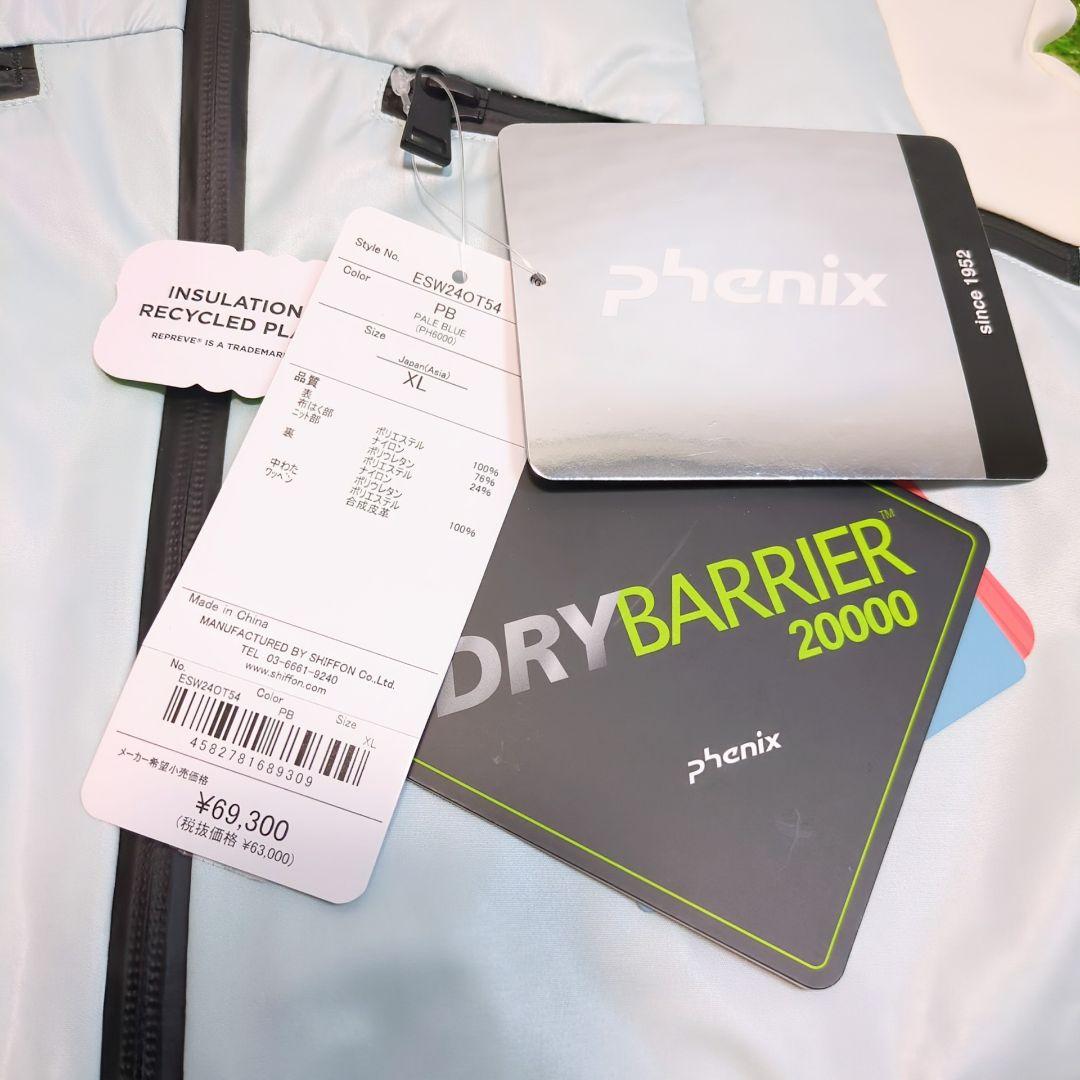 phenix
since 1952
INSULATION
RECYCLED
REPREVE® IS A
Style No.
ESW24OT54
Color
PB
PALE BLUE
(PH6000)
Size
Japan(Asia)
XL
品質
表
布はく部
ニット部
裏
中わた
ワッペン
ポリエステル 100%
ナイロン 76%
ポリウレタン 24%
ポリエステル
ナイロン
ポリウレタン
ポリエステル 100%
合成皮革
Made in China
MANUFACTURED BY SHIFFON Co.,Ltd.
TEL 03-6661-9240
www.shiffon.com
No. Color Size
ESW24OT54 PB XL
4582781689309
メーカー希望小売価格
¥69,300
(税抜価格 ¥63,000)
DRYBARRIER™
20000
phenix